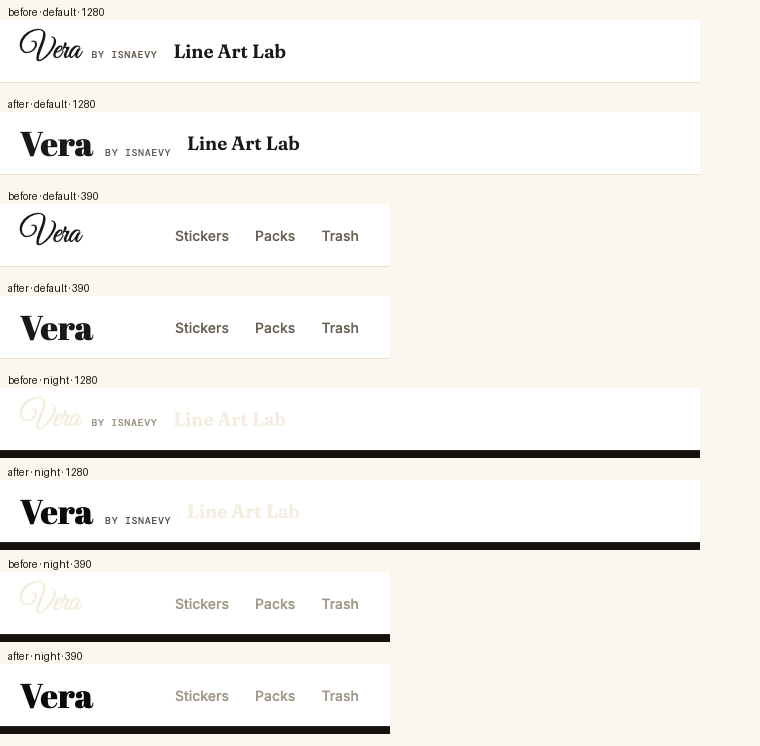 before·default·1280
Vera BY ISNAEVY Line Art Lab
after·default·1280
Vera BY ISNAEVY Line Art Lab
before·default·390
Vera Stickers Packs Trash
after·default·390
Vera Stickers Packs Trash
before·night·1280
Vera BY ISNAEVY Line Art Lab
after·night·1280
Vera BY ISNAEVY Line Art Lab
before·night·390
Vera Stickers Packs Trash
after·night·390
Vera Stickers Packs Trash